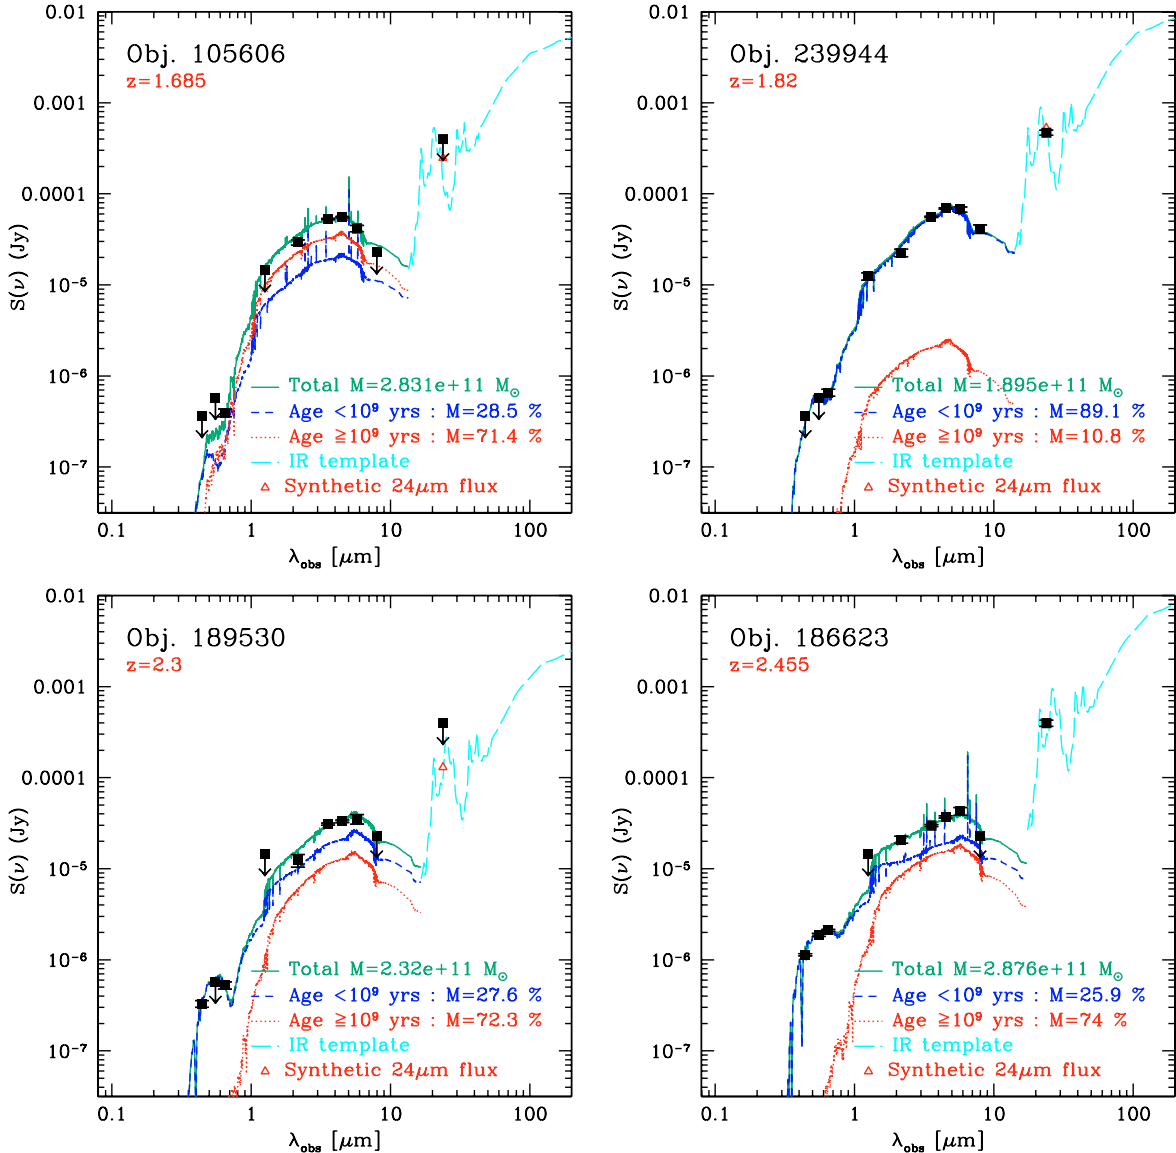 0.01
Obj. 105606
z=1.685
0.001
0.0001
S(ν) (Jy)
10⁻⁵
10⁻⁶
10⁻⁷
Total M=2.831e+11 M☉
Age <10⁹ yrs : M=28.5 %
Age ≧10⁹ yrs : M=71.4 %
IR template
Synthetic 24μm flux
0.1 1 10 100
λobs [μm]
0.01
Obj. 239944
z=1.82
0.001
0.0001
S(ν) (Jy)
10⁻⁵
10⁻⁶
10⁻⁷
Total M=1.895e+11 M☉
Age <10⁹ yrs : M=89.1 %
Age ≧10⁹ yrs : M=10.8 %
IR template
Synthetic 24μm flux
0.1 1 10 100
λobs [μm]
0.01
Obj. 189530
z=2.3
0.001
0.0001
S(ν) (Jy)
10⁻⁵
10⁻⁶
10⁻⁷
Total M=2.32e+11 M☉
Age <10⁹ yrs : M=27.6 %
Age ≧10⁹ yrs : M=72.3 %
IR template
Synthetic 24μm flux
0.1 1 10 100
λobs [μm]
0.01
Obj. 186623
z=2.455
0.001
0.0001
S(ν) (Jy)
10⁻⁵
10⁻⁶
10⁻⁷
Total M=2.876e+11 M☉
Age <10⁹ yrs : M=25.9 %
Age ≧10⁹ yrs : M=74 %
IR template
Synthetic 24μm flux
0.1 1 10 100
λobs [μm]